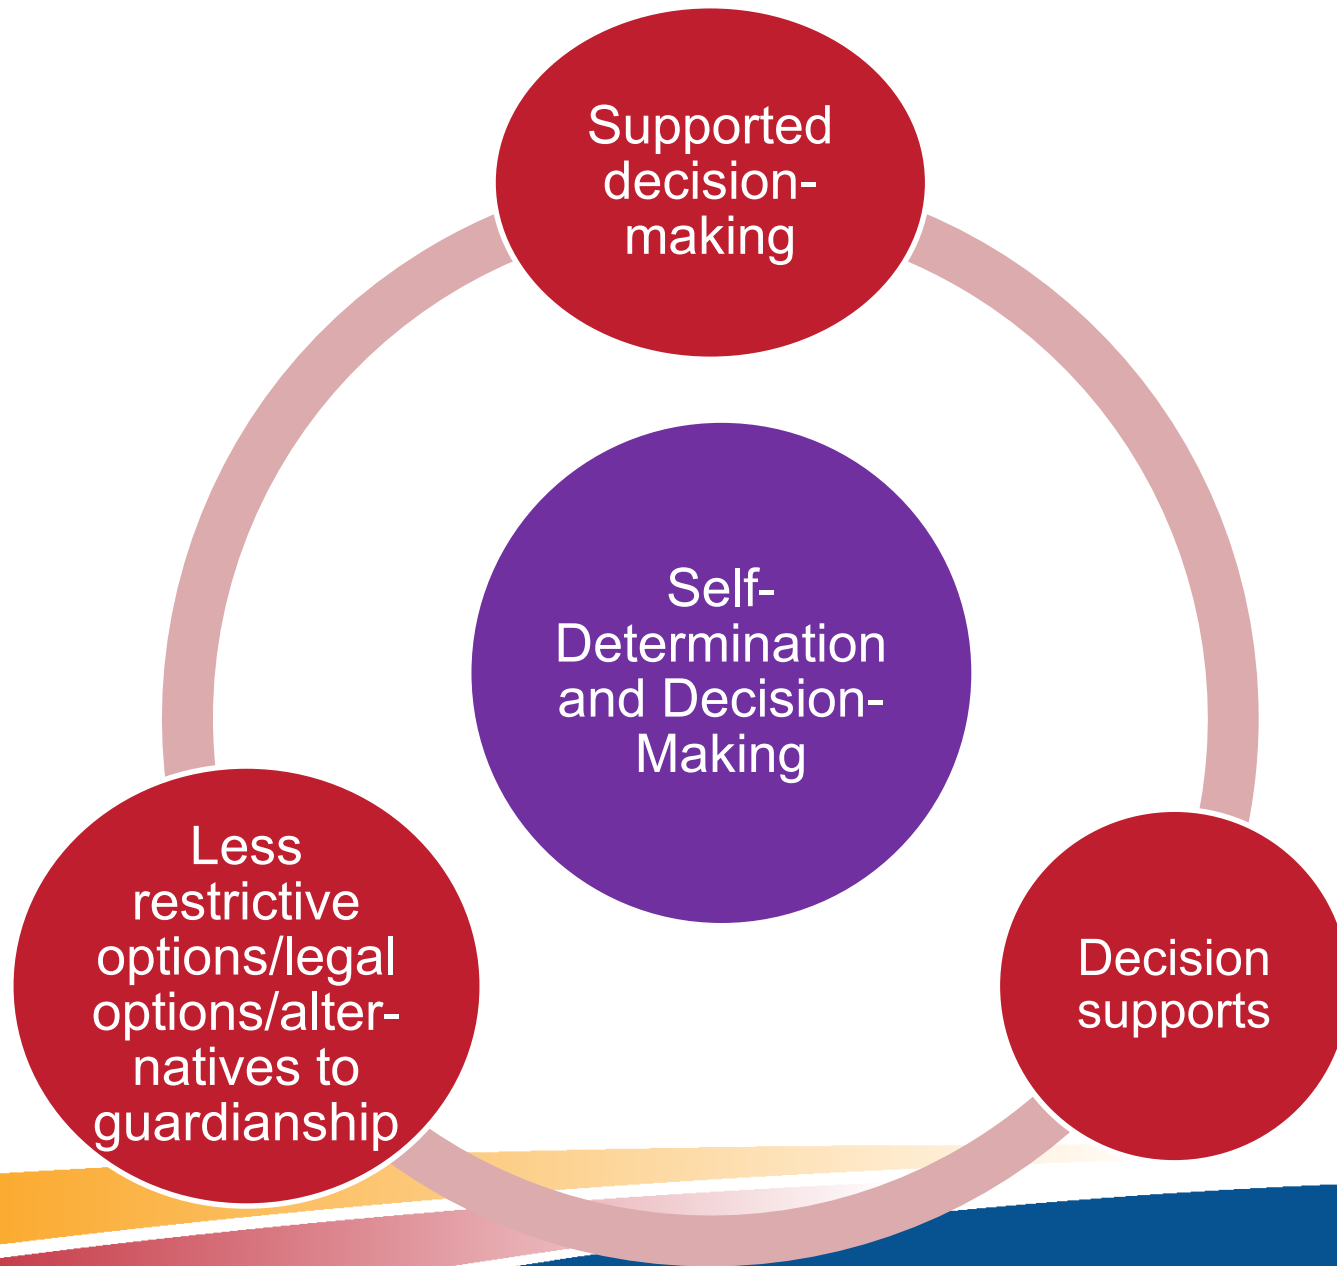 Supported
decision-
making
Self-
Determination
and Decision-
Making
Less
restrictive
options/legal
options/alter-
natives to
guardianship
Decision
supports